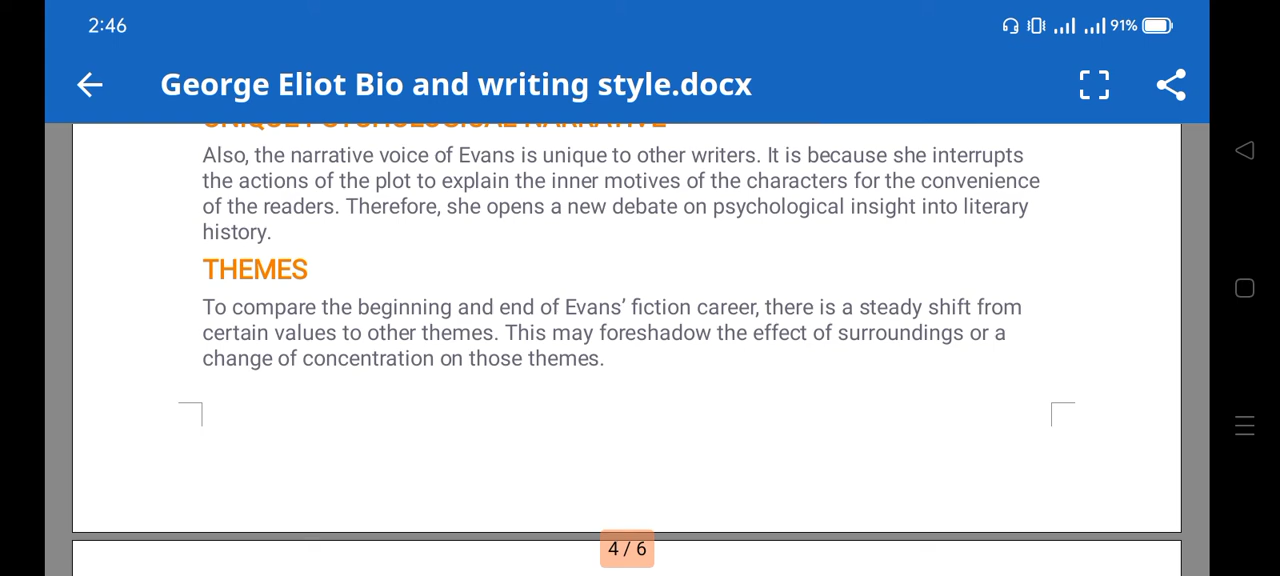 2:46
91%
George Eliot Bio and writing style.docx
UNIQUE PSYCHOLOGICAL NARRATIVE
Also, the narrative voice of Evans is unique to other writers. It is because she interrupts
the actions of the plot to explain the inner motives of the characters for the convenience
of the readers. Therefore, she opens a new debate on psychological insight into literary
history.
THEMES
To compare the beginning and end of Evans’ fiction career, there is a steady shift from
certain values to other themes. This may foreshadow the effect of surroundings or a
change of concentration on those themes.
4 / 6